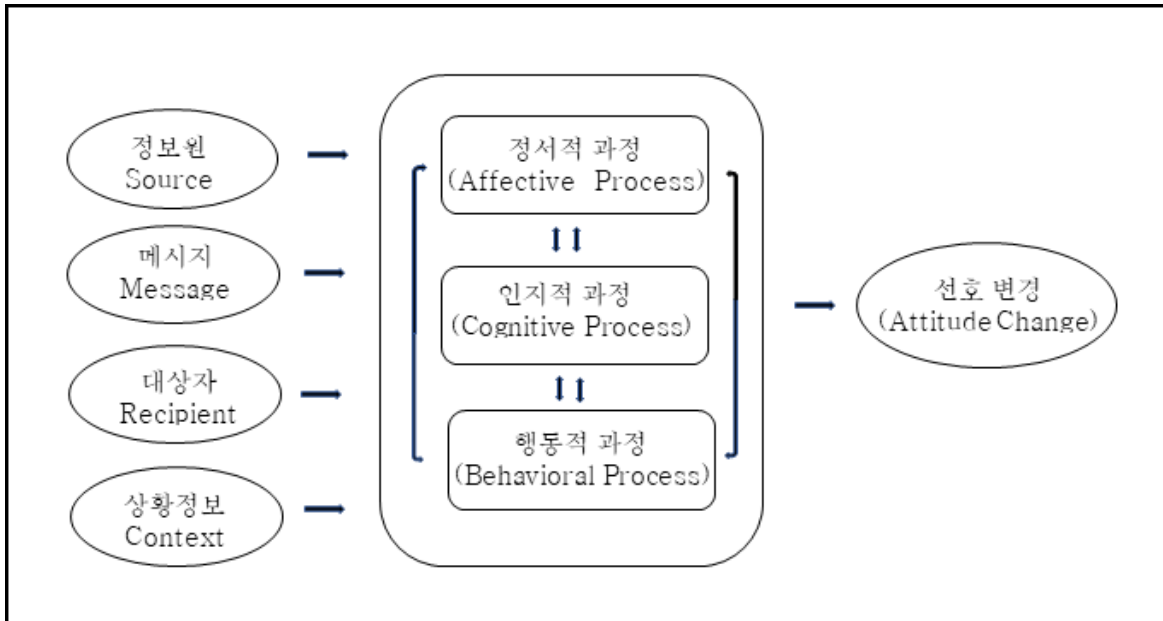 정보원
Source
메시지
Message
대상자
Recipient
상황정보
Context
정서적 과정
(Affective Process)
인지적 과정
(Cognitive Process)
행동적 과정
(Behavioral Process)
선호 변경
(Attitude Change)